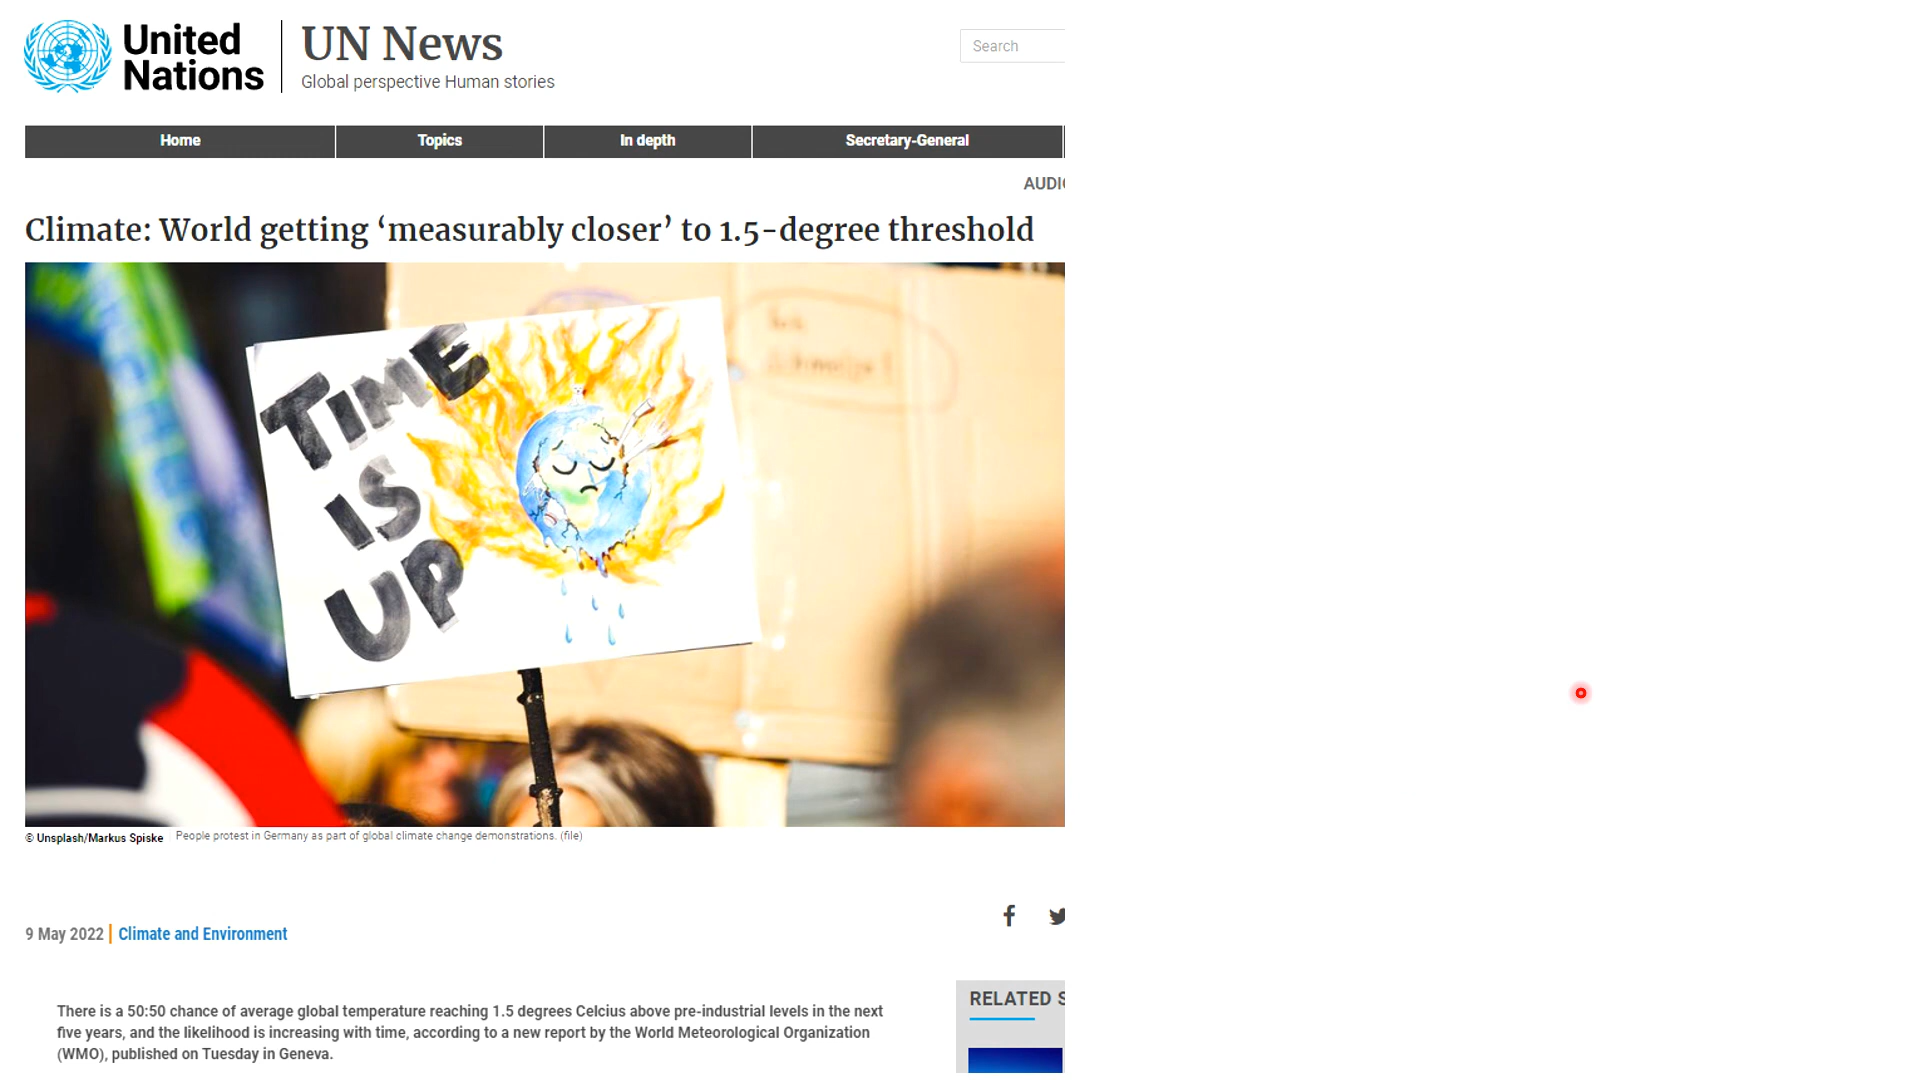 United
Nations
UN News
Global perspective Human stories
Search
Home
Topics
In depth
Secretary-General
AUDIO
Climate: World getting ‘measurably closer’ to 1.5-degree threshold
TIME
IS
UP
© Unsplash/Markus Spiske
People protest in Germany as part of global climate change demonstrations. (file)
9 May 2022
Climate and Environment
There is a 50:50 chance of average global temperature reaching 1.5 degrees Celcius above pre-industrial levels in the next
five years, and the likelihood is increasing with time, according to a new report by the World Meteorological Organization
(WMO), published on Tuesday in Geneva.
RELATED S